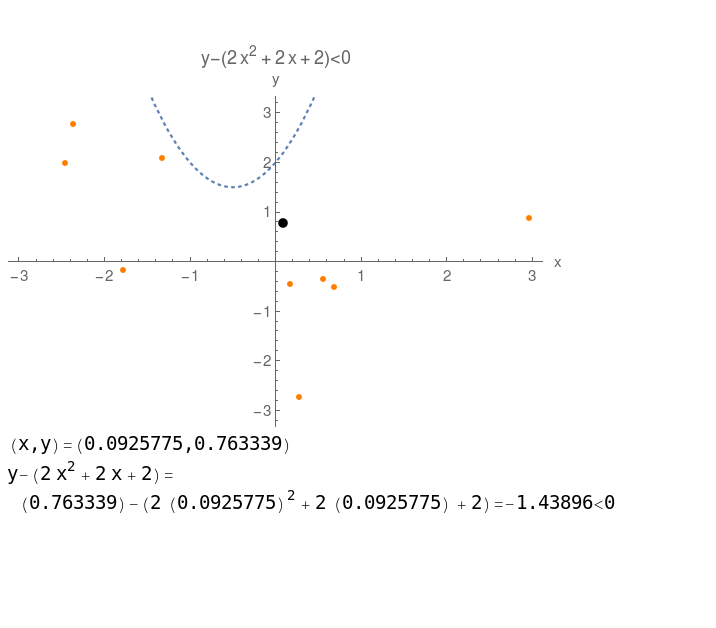 y−(2 x² + 2 x + 2)<0
y
3
2
1
−3 −2 −1 1 2 3 x
−1
−2
−3
(x,y) = (0.0925775,0.763339)
y− (2 x² + 2 x + 2) =
(0.763339) − (2 (0.0925775)² + 2 (0.0925775) + 2) =−1.43896<0